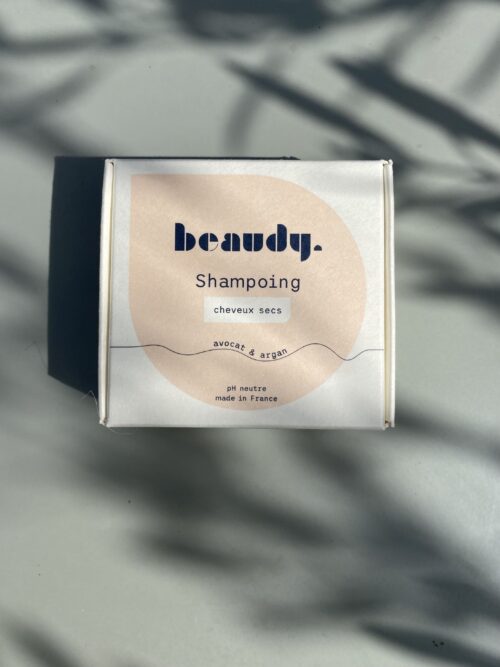 beaudy.
Shampoing
cheveux secs
avocat & argan
pH neutre
made in France